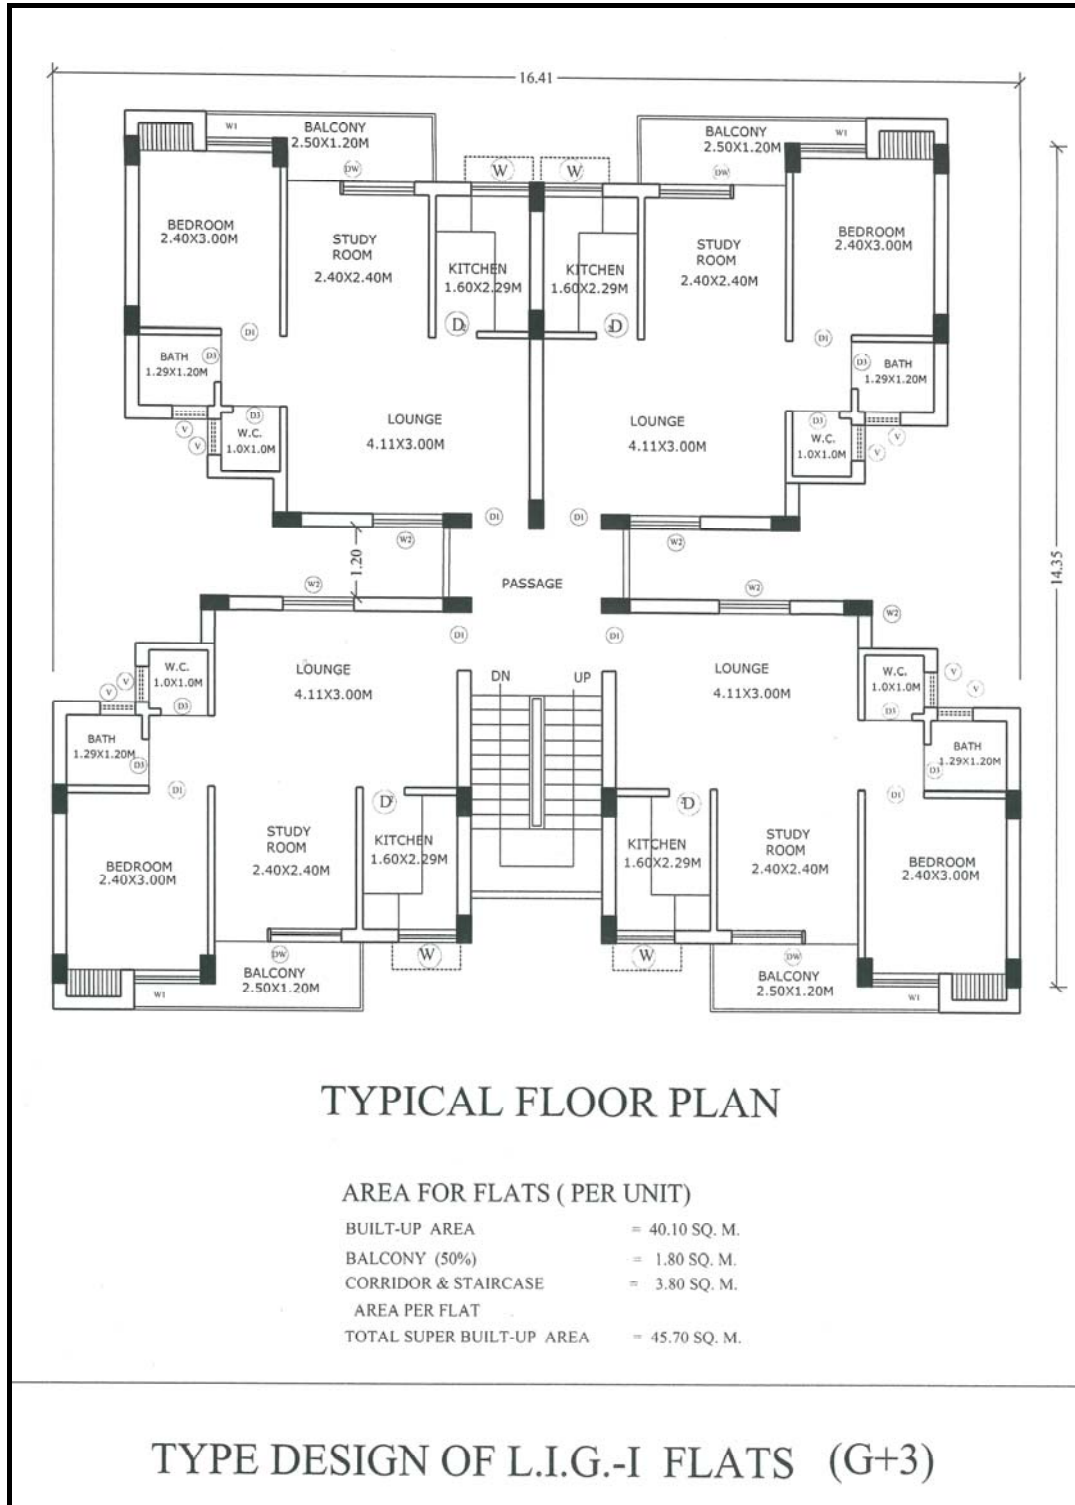 16.41
W1
BALCONY
2.50X1.20M
DW
W
W
BALCONY
2.50X1.20M
W1
DW
BEDROOM
2.40X3.00M
STUDY
ROOM
2.40X2.40M
KITCHEN
1.60X2.29M
KITCHEN
1.60X2.29M
STUDY
ROOM
2.40X2.40M
BEDROOM
2.40X3.00M
D1
D2
2D
D1
BATH
1.29X1.20M
D3
D3
BATH
1.29X1.20M
D3
W.C.
1.0X1.0M
V
V
LOUNGE
4.11X3.00M
LOUNGE
4.11X3.00M
D3
W.C.
1.0X1.0M
V
V
D1
D1
W2
W2
1.20
PASSAGE
14.35
W2
W2
W2
D1
D1
W.C.
1.0X1.0M
V
V
D3
LOUNGE
4.11X3.00M
DN
UP
LOUNGE
4.11X3.00M
W.C.
1.0X1.0M
V
V
D3
BATH
1.29X1.20M
D3
D1
BATH
1.29X1.20M
D3
D1
D
D
STUDY
ROOM
2.40X2.40M
KITCHEN
1.60X2.29M
KITCHEN
1.60X2.29M
STUDY
ROOM
2.40X2.40M
BEDROOM
2.40X3.00M
BEDROOM
2.40X3.00M
DW
W
W
DW
BALCONY
2.50X1.20M
W1
BALCONY
2.50X1.20M
W1
TYPICAL FLOOR PLAN
AREA FOR FLATS ( PER UNIT)
BUILT-UP AREA = 40.10 SQ. M.
BALCONY (50%) = 1.80 SQ. M.
CORRIDOR & STAIRCASE = 3.80 SQ. M.
AREA PER FLAT
TOTAL SUPER BUILT-UP AREA = 45.70 SQ. M.
TYPE DESIGN OF L.I.G.-I FLATS (G+3)